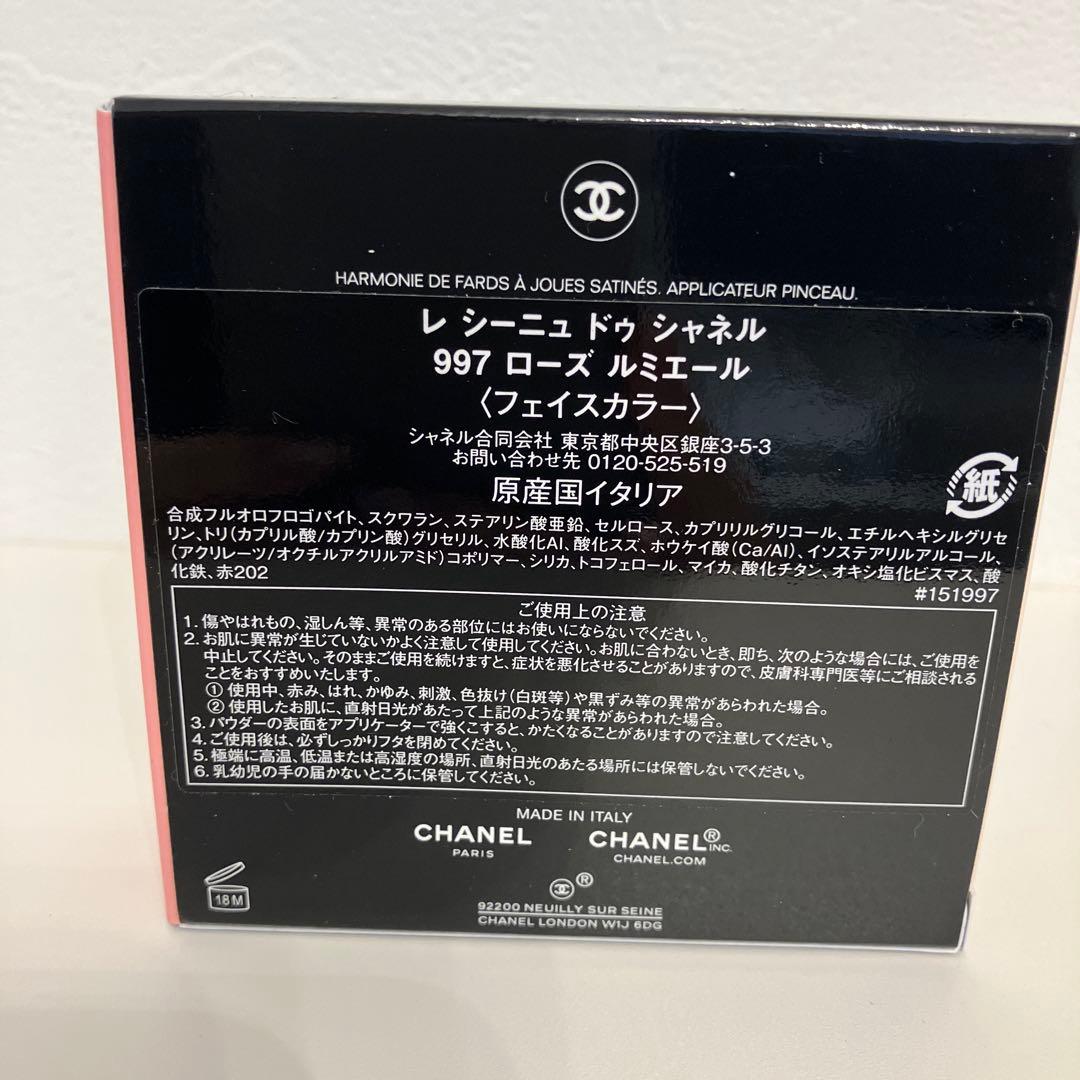 HARMONIE DE FARDS À JOUES SATINÉS. APPLICATEUR PINCEAU.
レ シーニュ ドゥ シャネル
997 ローズ ルミエール
〈フェイスカラー〉
シャネル合同会社 東京都中央区銀座3-5-3
お問い合わせ先 0120-525-519
原産国イタリア
紙
合成フルオロフロゴパイト、スクワラン、ステアリン酸亜鉛、セルロース、カプリリルグリコール、エチルヘキシルグリセ
リン、トリ(カプリル酸/カプリン酸)グリセリル、水酸化Al、酸化スズ、ホウケイ酸(Ca/Al)、イソステアリルアルコール、
(アクリレーツ/オクチルアクリルアミド)コポリマー、シリカ、トコフェロール、マイカ、酸化チタン、オキシ塩化ビスマス、酸
化鉄、赤202
#151997
ご使用上の注意
1. 傷やはれもの、湿しん等、異常のある部位にはお使いにならないでください。
2. お肌に異常が生じていないかよく注意して使用してください。お肌に合わないとき、即ち、次のような場合には、ご使用を
中止してください。そのままご使用を続けますと、症状を悪化させることがありますので、皮膚科専門医等にご相談される
ことをおすすめいたします。
① 使用中、赤み、はれ、かゆみ、刺激、色抜け(白斑等)や黒ずみ等の異常があらわれた場合。
② 使用したお肌に、直射日光があたって上記のような異常があらわれた場合。
3. パウダーの表面をアプリケーターで強くこすると、かたくなることがありますので注意してください。
4. ご使用後は、必ずしっかりフタを閉めてください。
5. 極端に高温、低温または高湿度の場所、直射日光のあたる場所には保管しないでください。
6. 乳幼児の手の届かないところに保管してください。
MADE IN ITALY
CHANEL CHANEL® INC.
PARIS CHANEL.COM
18M
®
92200 NEUILLY SUR SEINE
CHANEL LONDON W1J 6DG